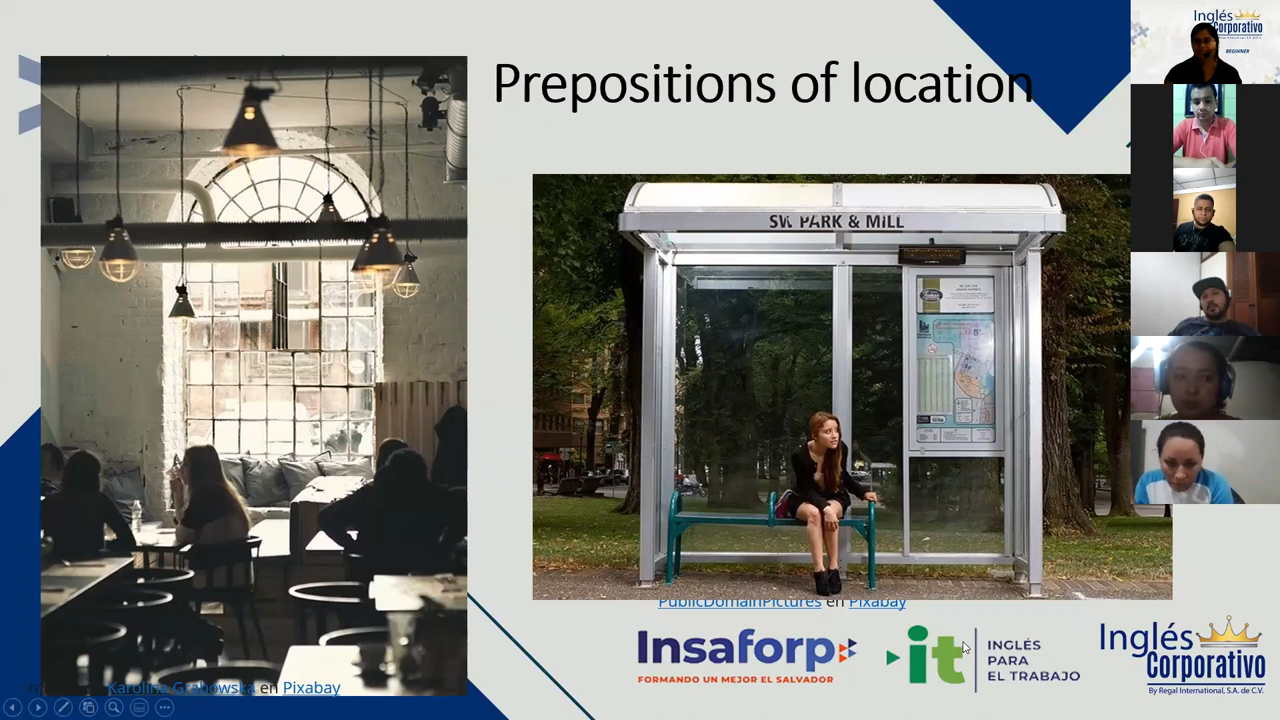 Prepositions of location
SW. PARK & MILL
Karolina Grabowska en Pixabay
PublicDomainPictures en Pixabay
Insaforp
FORMANDO UN MEJOR EL SALVADOR
it
INGLÉS
PARA
EL TRABAJO
Inglés
Corporativo
By Regal International, S.A. de C.V.
Inglés
Corporativo
BEGINNER